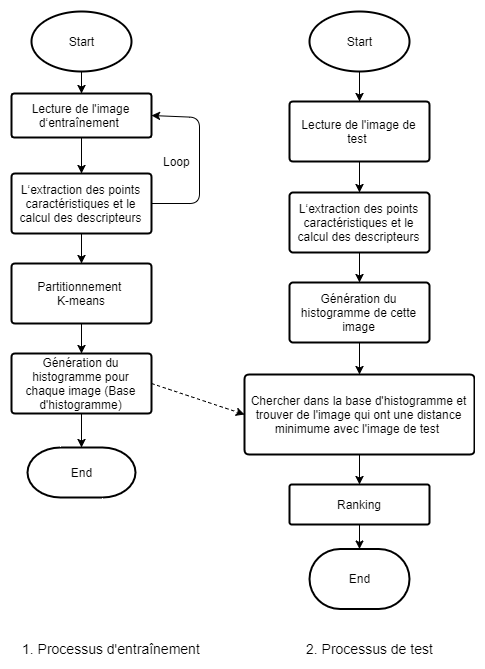 Start
Lecture de l'image
d'entraînement
Loop
L'extraction des points
caractéristiques et le
calcul des descripteurs
Partitionnement
K-means
Génération du
histogramme pour
chaque image (Base
d'histogramme)
End
1. Processus d'entraînement
Start
Lecture de l'image de
test
L'extraction des points
caractéristiques et le
calcul des descripteurs
Génération du
histogramme de cette
image
Chercher dans la base d'histogramme et
trouver de l'image qui ont une distance
minimume avec l'image de test
Ranking
End
2. Processus de test